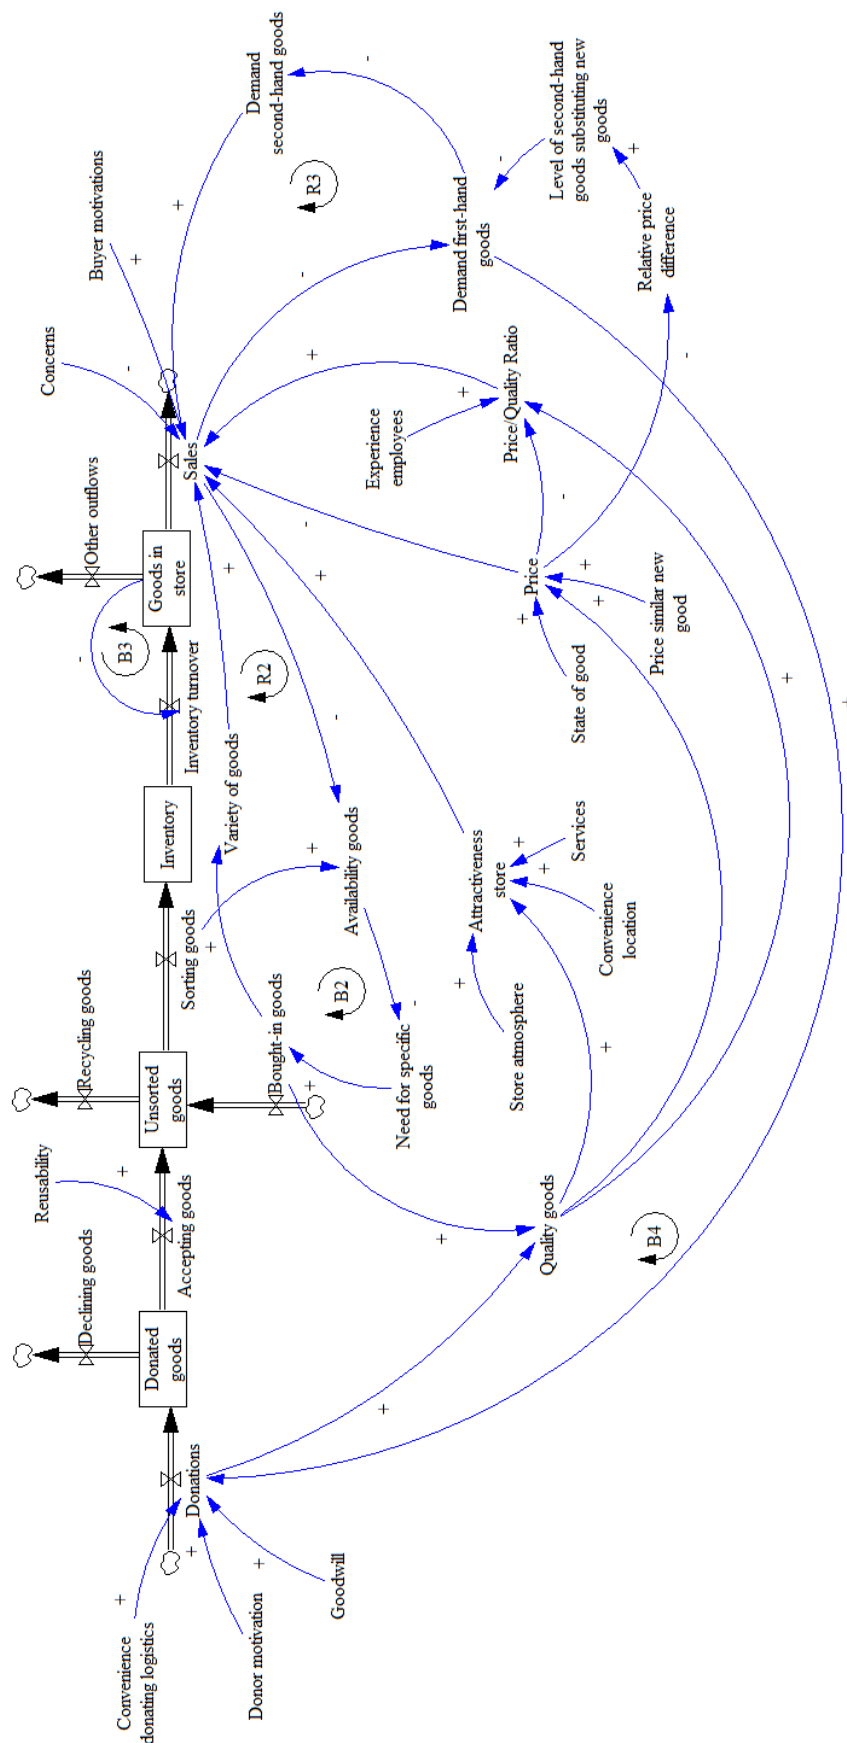 Convenience
donating logistics
+
Donor motivation
+
Goodwill
+
Donations
Declining goods
Donated
goods
Reusability
+
Accepting goods
Recycling goods
Unsorted
goods
Bought-in goods
+
Sorting goods
+
Inventory
Inventory turnover
-
B3
Other outflows
Goods in
store
Concerns
-
Buyer motivations
+
Sales
Demand
second-hand goods
+
-
R3
Variety of goods
+
R2
Availability goods
+
-
B2
Need for specific
goods
-
Demand first-hand
goods
-
-
Level of second-hand
goods substituting new
goods
+
Relative price
difference
-
Experience
employees
+
Price/Quality Ratio
+
-
Price
-
+
State of good
+
Price similar new
good
+
Attractiveness
store
+
Store atmosphere
+
Convenience
location
+
Services
+
Quality goods
+
+
+
+
+
B4
+